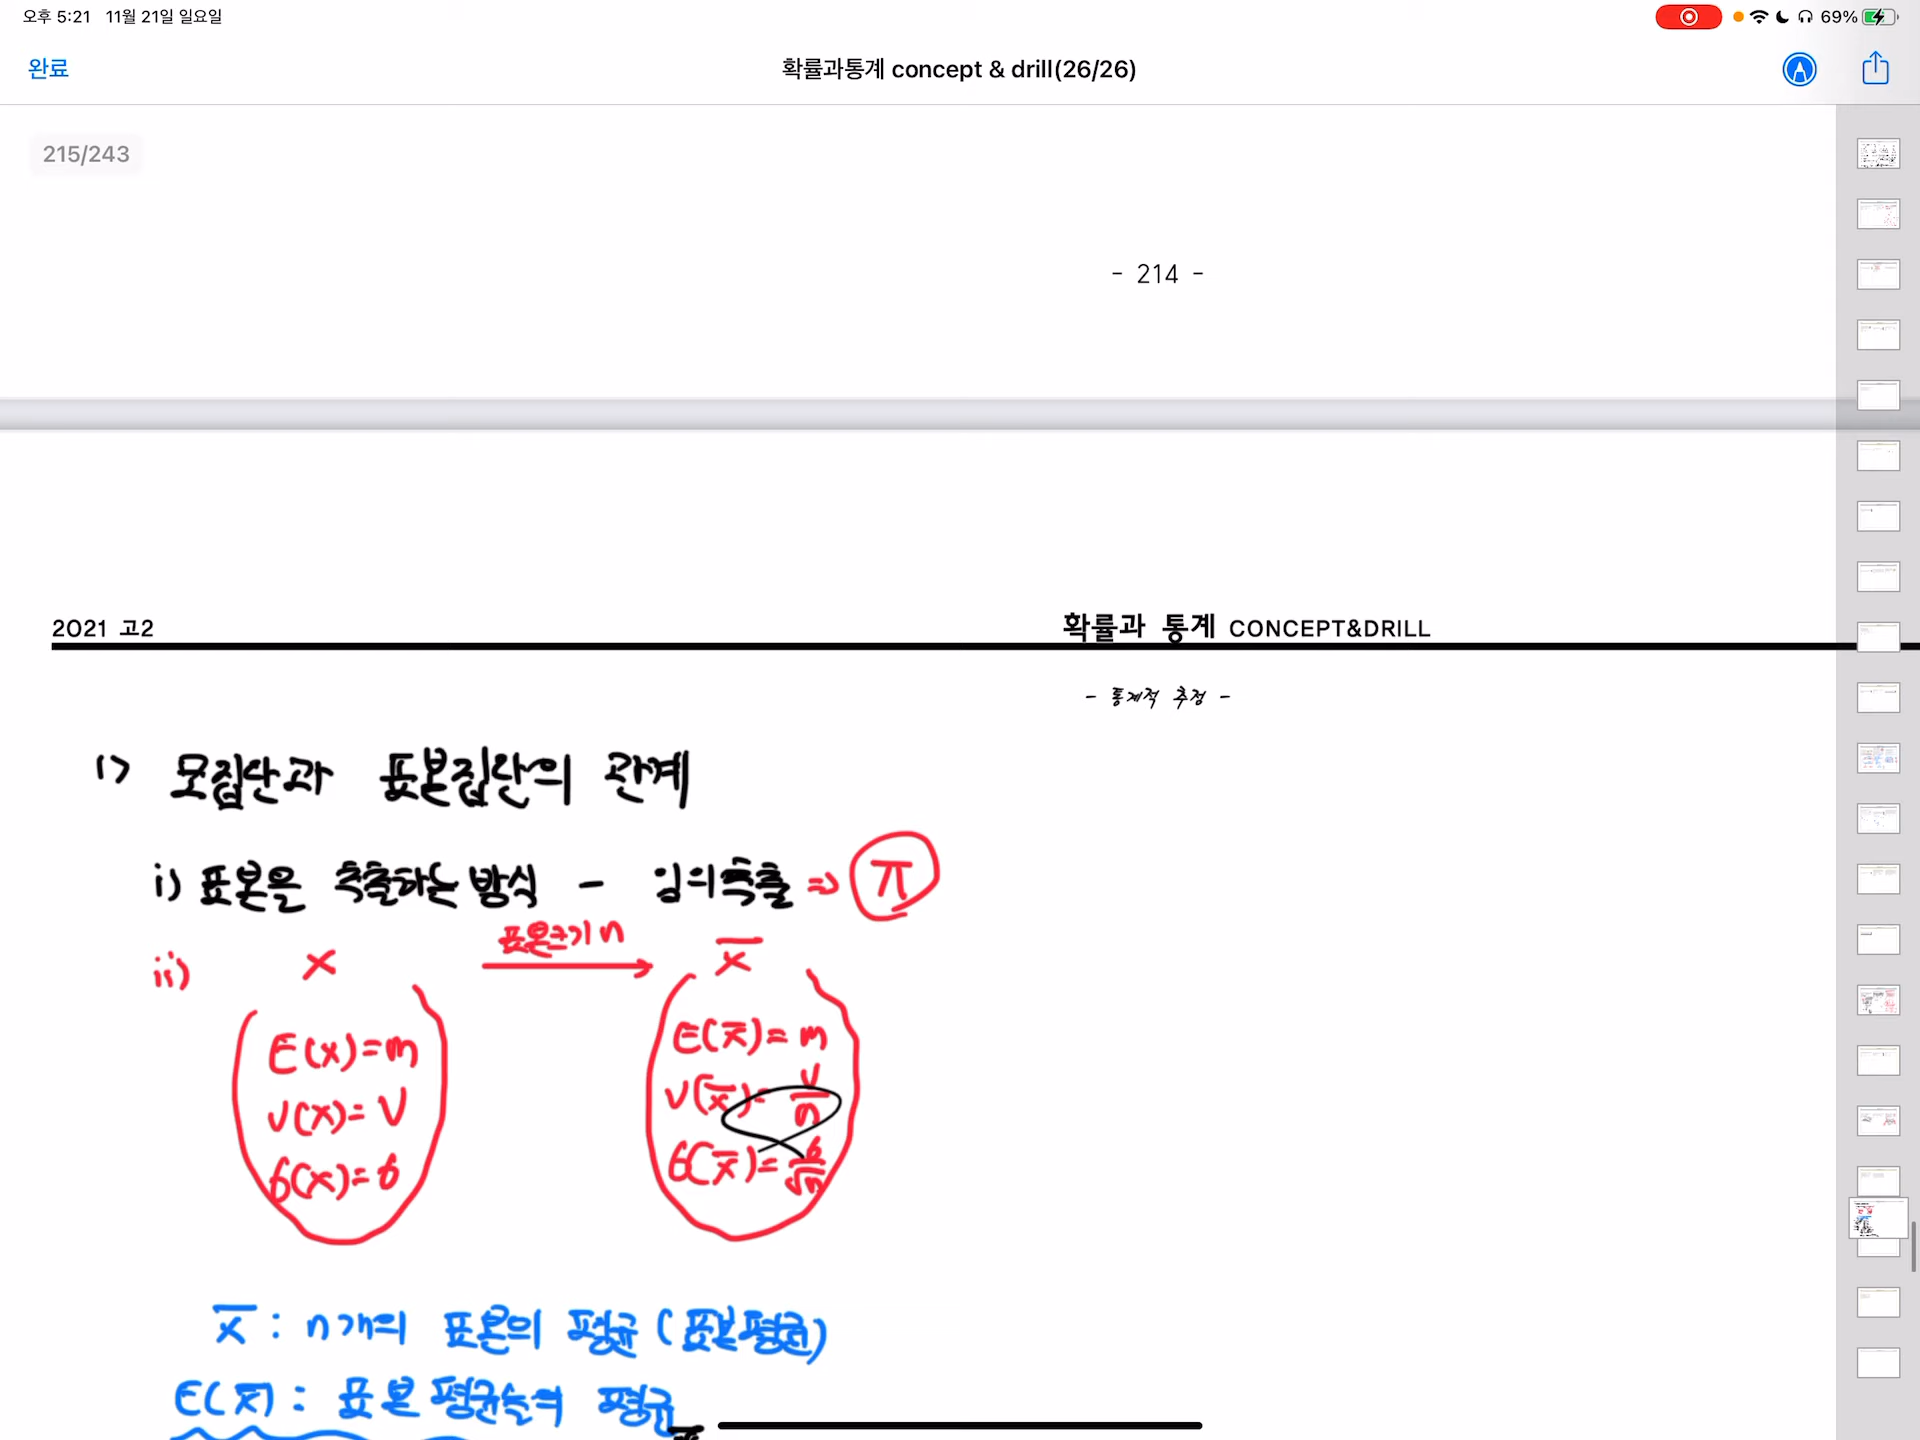 오후 5:21 11월 21일 일요일
69%
완료
확률과통계 concept & drill(26/26)
215/243
- 214 -
2021 고2
확률과 통계 CONCEPT&DRILL
- 통계적 추정 -
1> 모집단과 표본집단의 관계
i) 표본을 추출하는 방식 - 임의추출 ⇒ π
ii) X 표본크기 n → X̄
E(X)=m
V(X)=V
σ(X)=σ
E(X̄)=m
V(X̄)=V/n
σ(X̄)=σ/√n
X̄ : n개의 표본의 평균 (표본평균)
E(X̄) : 표본평균들의 평균